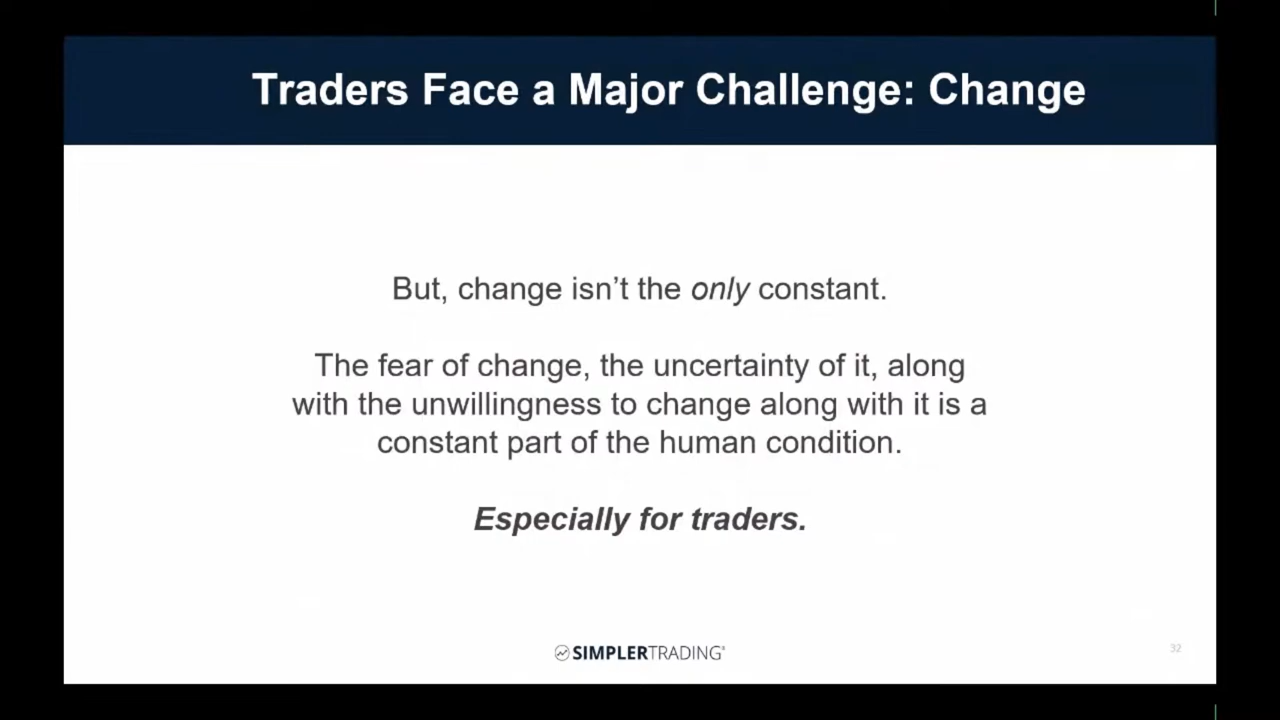 Traders Face a Major Challenge: Change
But, change isn’t the only constant.
The fear of change, the uncertainty of it, along
with the unwillingness to change along with it is a
constant part of the human condition.
Especially for traders.
SIMPLERTRADING®
32